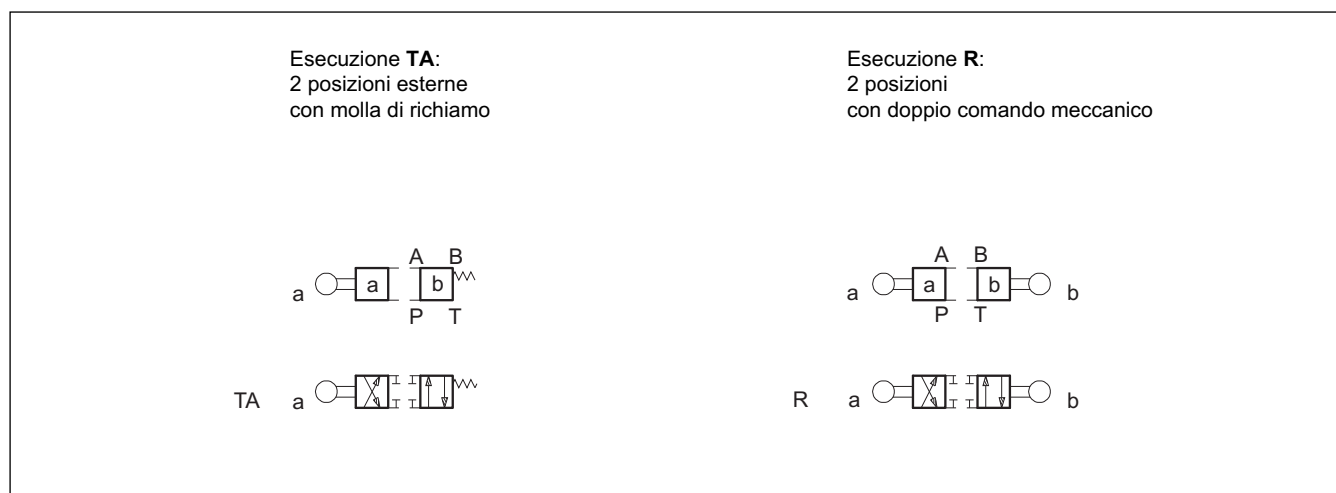 Esecuzione TA:
2 posizioni esterne
con molla di richiamo
A B
a a b
P T
TA a
Esecuzione R:
2 posizioni
con doppio comando meccanico
A B
a a b b
P T
R a b